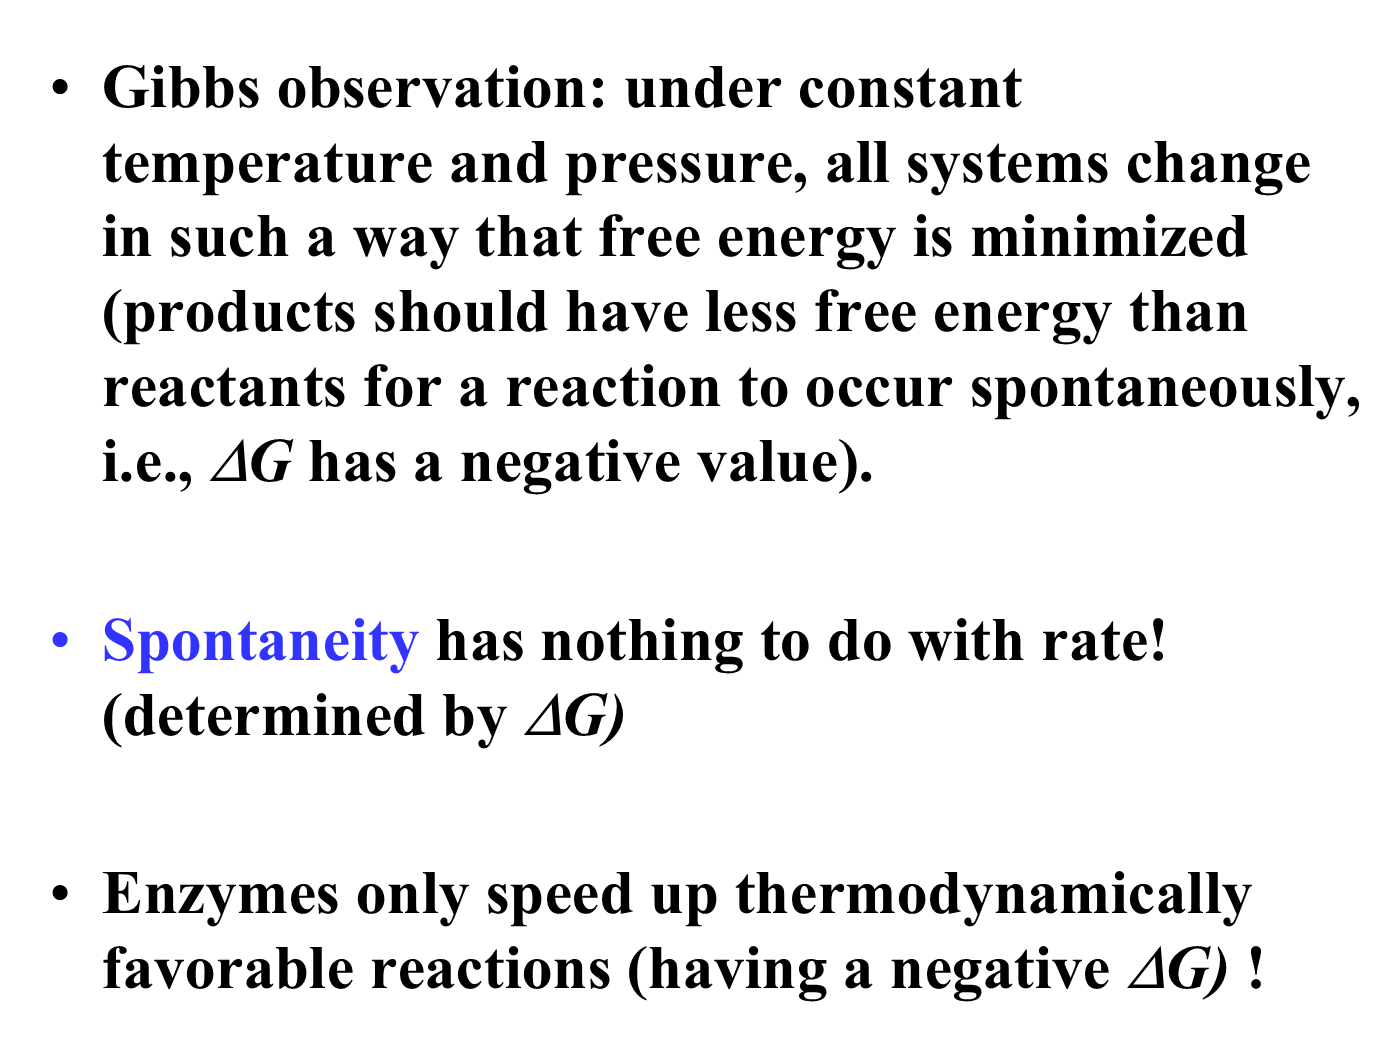 • Gibbs observation: under constant
temperature and pressure, all systems change
in such a way that free energy is minimized
(products should have less free energy than
reactants for a reaction to occur spontaneously,
i.e., ΔG has a negative value).
• Spontaneity has nothing to do with rate!
(determined by ΔG)
• Enzymes only speed up thermodynamically
favorable reactions (having a negative ΔG) !